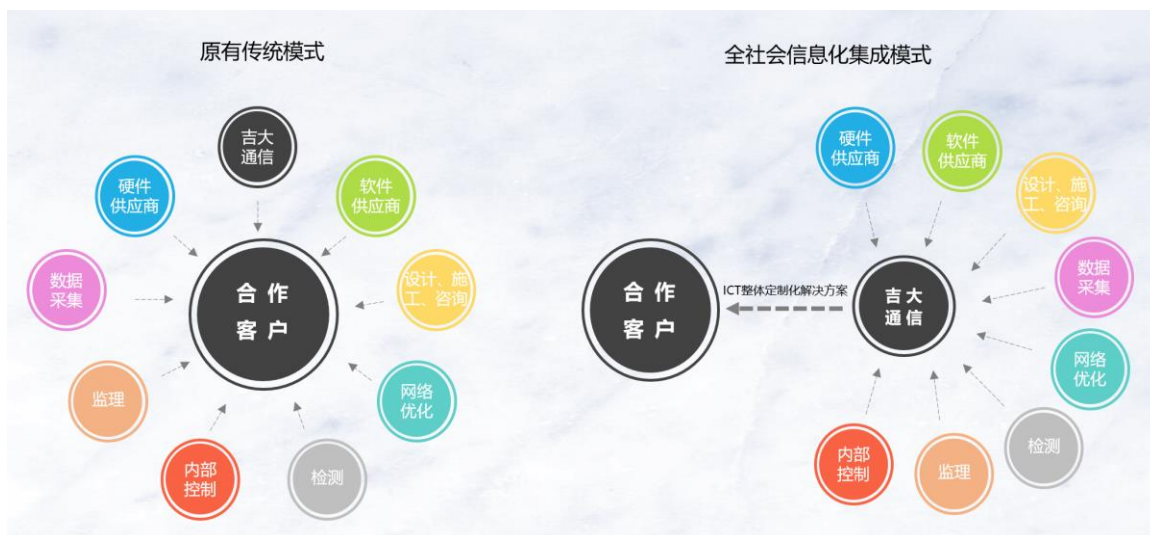 原有传统模式
吉大
通信
硬件
供应商
软件
供应商
数据
采集
设计、施
工、咨询
合 作
客 户
监理
网络
优化
内部
控制
检测
全社会信息化集成模式
硬件
供应商
软件
供应商
设计、施
工、咨询
数据
采集
合 作
客 户
ICT整体定制化解决方案
吉 大
通 信
网络
优化
检测
内部
控制
监理